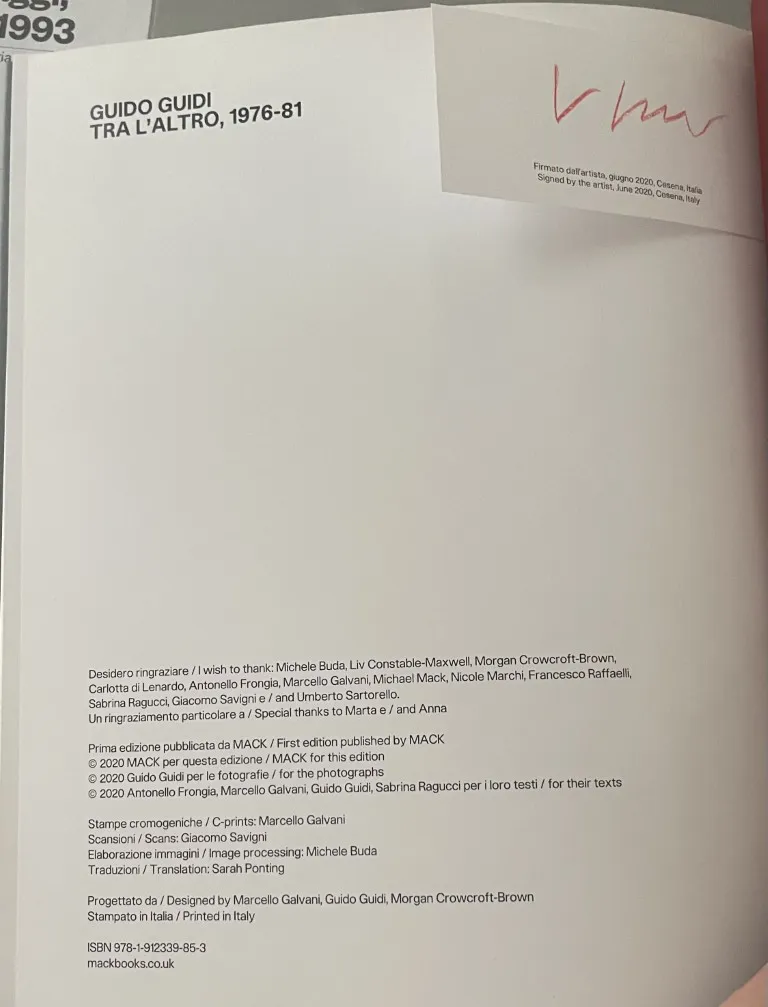 1993
GUIDO GUIDI
TRA L'ALTRO, 1976-81
Firmato dall'artista, giugno 2020, Cesena, Italia
Signed by the artist, June 2020, Cesena, Italy
Desidero ringraziare / I wish to thank: Michele Buda, Liv Constable-Maxwell, Morgan Crowcroft-Brown,
Carlotta di Lenardo, Antonello Frongia, Marcello Galvani, Michael Mack, Nicole Marchi, Francesco Raffaelli,
Sabrina Ragucci, Giacomo Savigni e / and Umberto Sartorello.
Un ringraziamento particolare a / Special thanks to Marta e / and Anna
Prima edizione pubblicata da MACK / First edition published by MACK
© 2020 MACK per questa edizione / MACK for this edition
© 2020 Guido Guidi per le fotografie / for the photographs
© 2020 Antonello Frongia, Marcello Galvani, Guido Guidi, Sabrina Ragucci per i loro testi / for their texts
Stampe cromogeniche / C-prints: Marcello Galvani
Scansioni / Scans: Giacomo Savigni
Elaborazione immagini / Image processing: Michele Buda
Traduzioni / Translation: Sarah Ponting
Progettato da / Designed by Marcello Galvani, Guido Guidi, Morgan Crowcroft-Brown
Stampato in Italia / Printed in Italy
ISBN 978-1-912339-85-3
mackbooks.co.uk